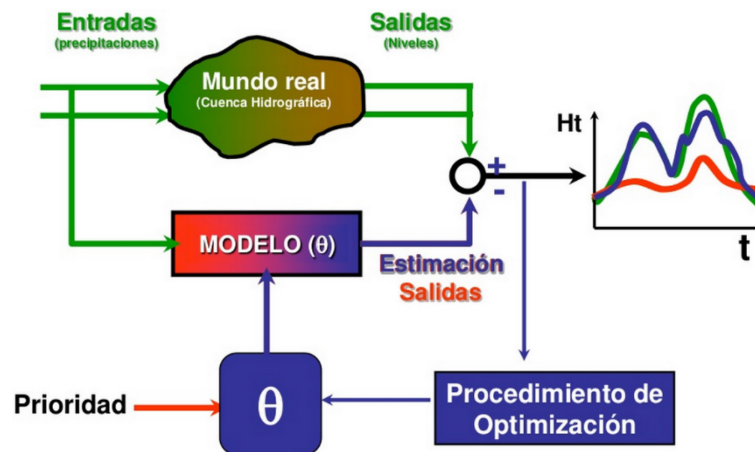 Entradas
(precipitaciones)
Salidas
(Niveles)
Mundo real
(Cuenca Hidrográfica)
Ht
+
-
t
MODELO (θ)
Estimación
Salidas
Prioridad
θ
Procedimiento de
Optimización